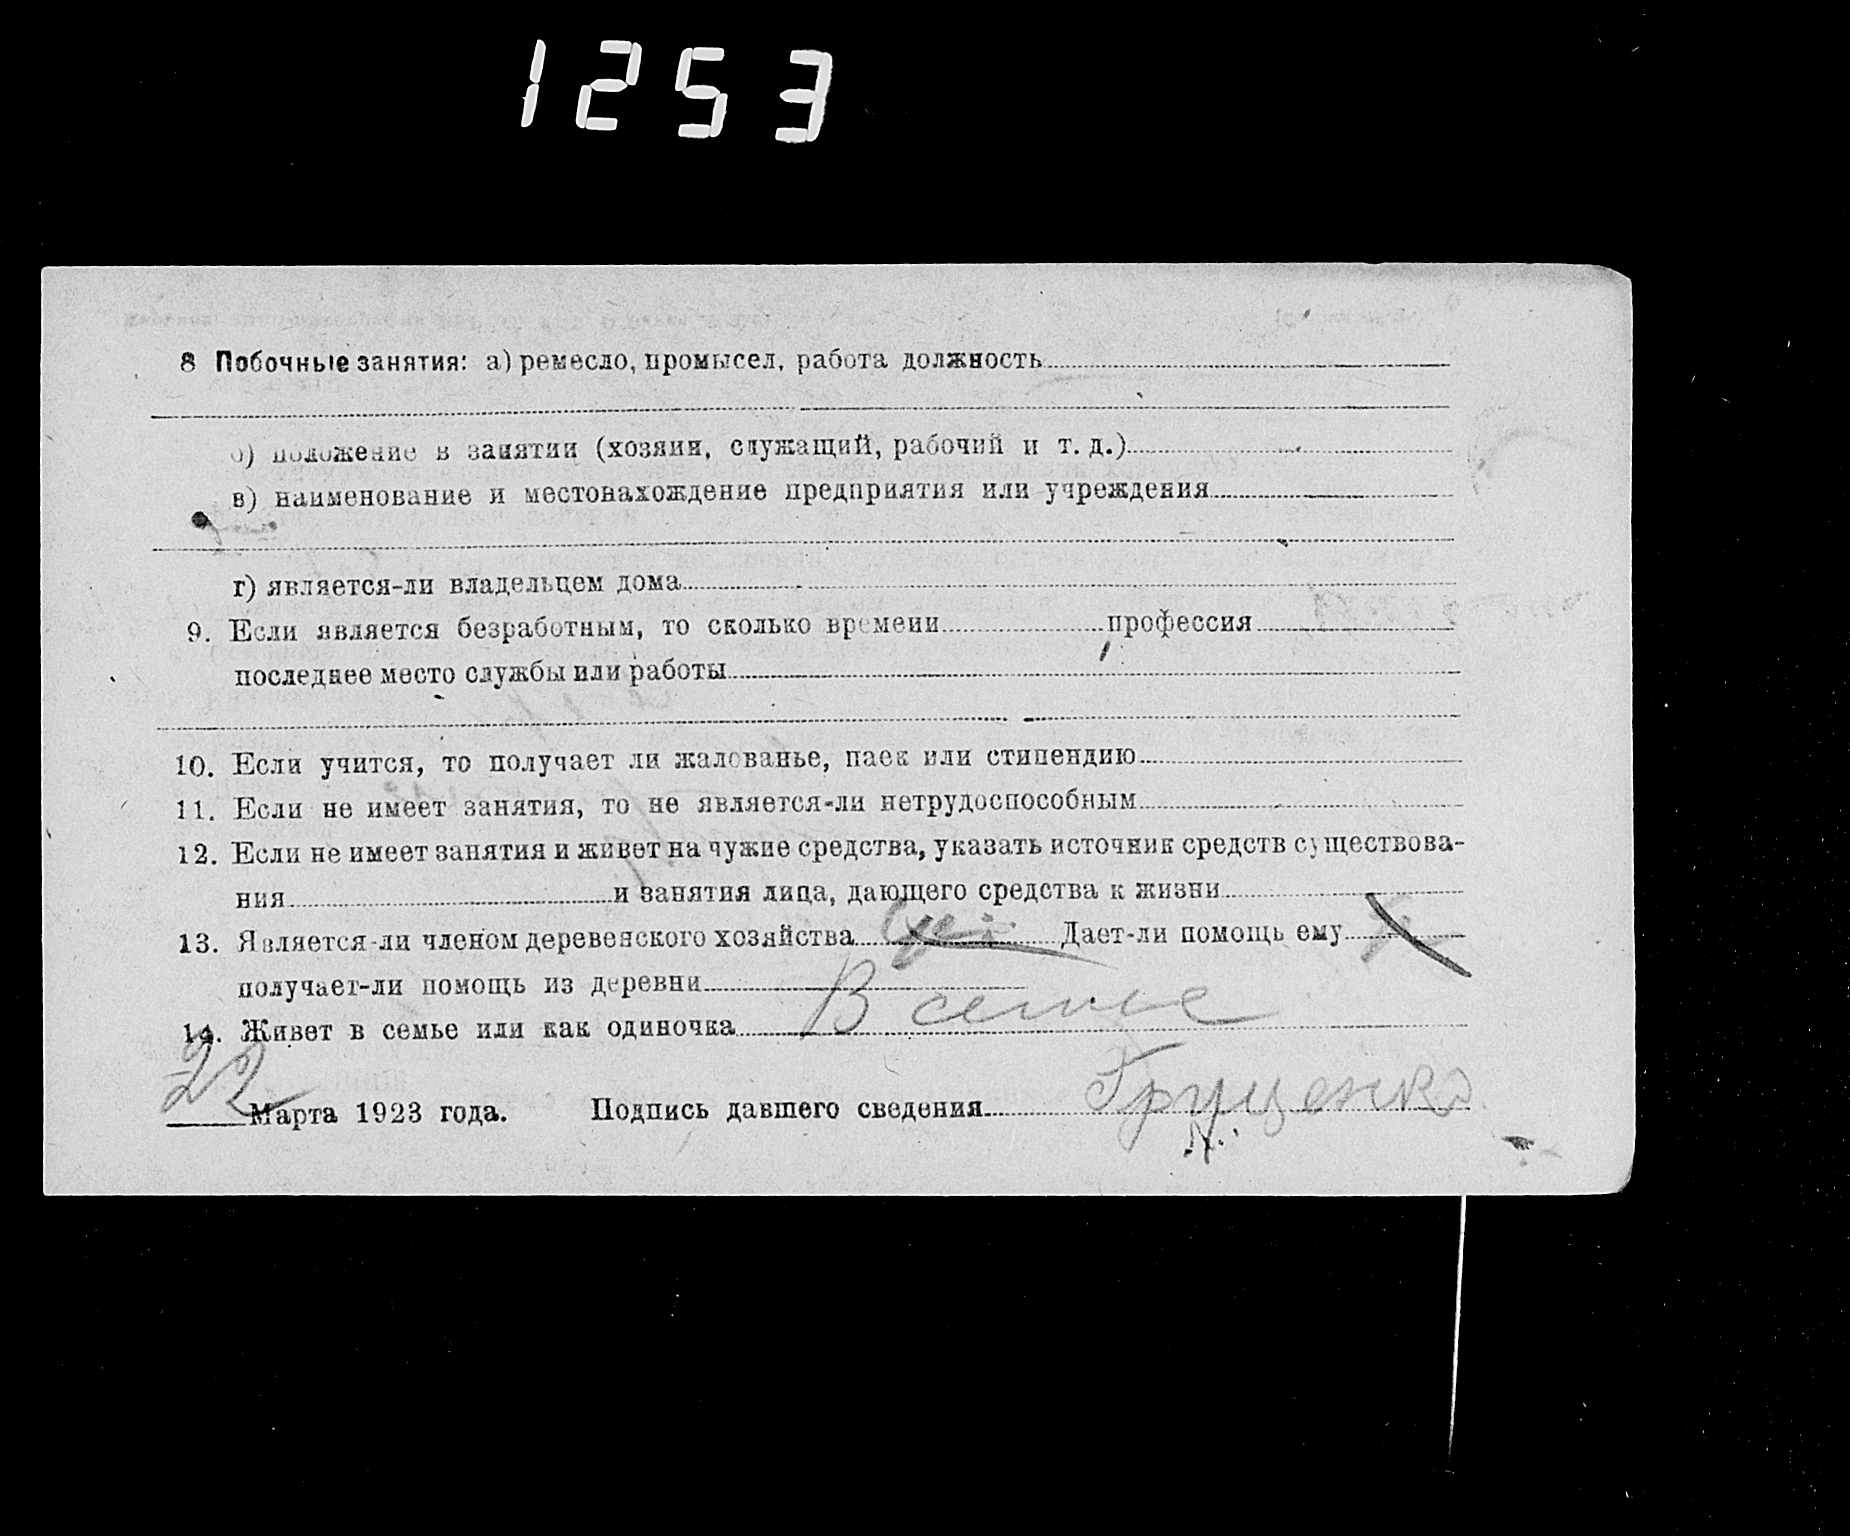 1253
8 Побочные занятия: а) ремесло, промысел, работа должность
б) положение в занятии (хозяин, служащий, рабочий и т. д.)
в) наименование и местонахождение предприятия или учреждения
г) является-ли владельцем дома
9. Если является безработным, то сколько времени профессия
последнее место службы или работы
10. Если учится, то получает ли жалованье, паек или стипендию
11. Если не имеет занятия, то не является-ли нетрудоспособным
12. Если не имеет занятия и живет на чужие средства, указать источник средств существова-
ния и занятия лица, дающего средства к жизни
13. Является-ли членом деревенского хозяйства Дает-ли помощь ему
получает-ли помощь из деревни
14. Живет в семье или как одиночка В семье
22 Марта 1923 года. Подпись давшего сведения Грущенко